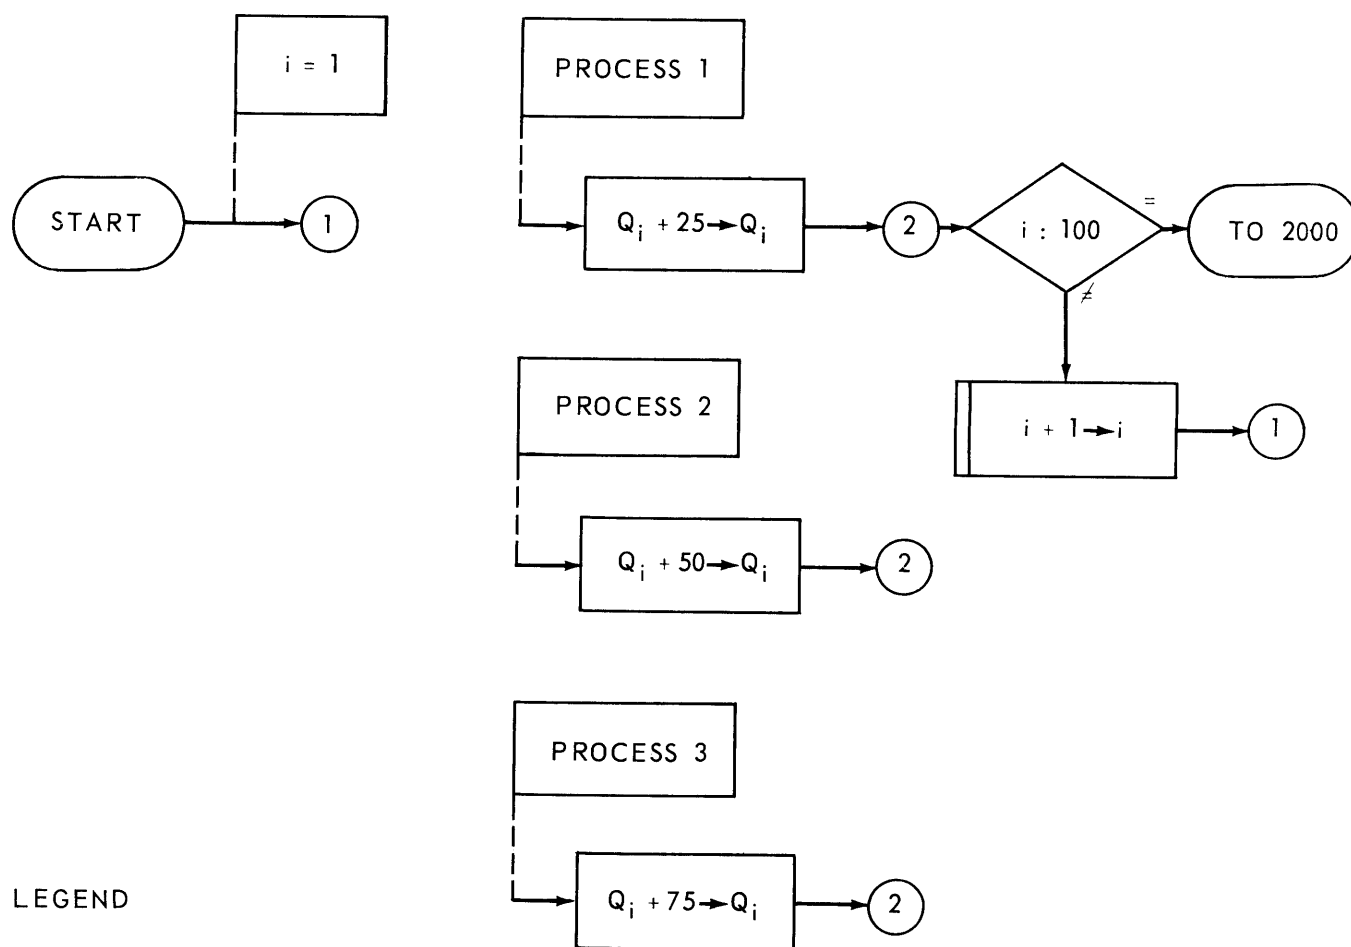 i = 1
START
1
PROCESS 1
Qᵢ + 25→Qᵢ
2
i : 100
=
TO 2000
≠
i + 1→i
1
PROCESS 2
Qᵢ + 50→Qᵢ
2
PROCESS 3
Qᵢ + 75→Qᵢ
2
LEGEND